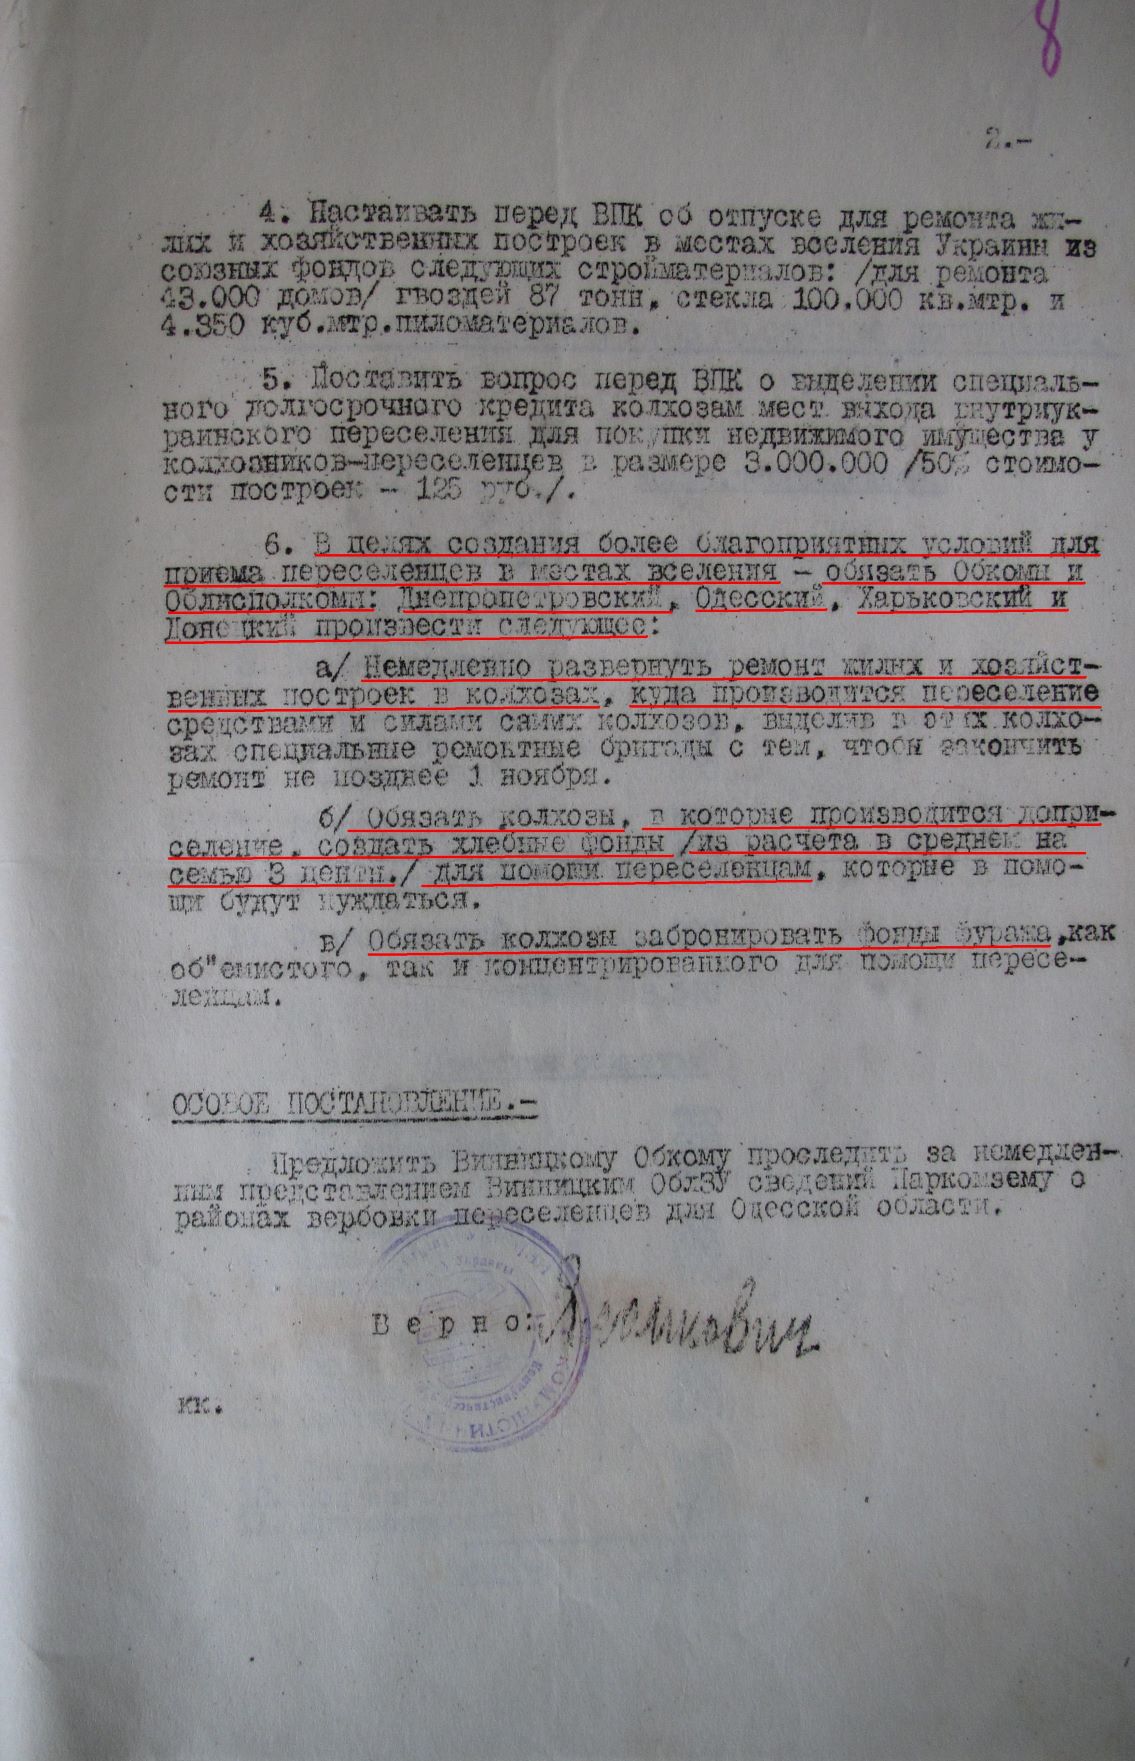 8
2.-
4. Настаивать перед ВПК об отпуске для ремонта жи-
лих и хозяйственных построек в местах вселения Украины из
союзных фондов следующих стройматериалов: /для ремонта
43.000 домов/ гвоздей 87 тонн, стекла 100.000 кв.мтр. и
4.350 куб.мтр.пиломатериалов.
5. Поставить вопрос перед ВПК о выделении специаль-
ного долгосрочного кредита колхозам мест выхода внутриук-
раинского переселения для покупки недвижимого имущества у
колхозников-переселенцев в размере 3.000.000 /50% стоимо-
сти построек - 125 руб./.
6. В целях создания более благоприятных условий для
приема переселенцев в местах вселения - обязать Обкомы и
Облисполкомы: Днепропетровский, Одесский, Харьковский и
Донецкий произвести следующее:
а/ Немедленно развернуть ремонт жилых и хозяйст-
венных построек в колхозах, куда производится переселение
средствами и силами самих колхозов, выделив в этих колхо-
зах специальные ремонтные бригады с тем, чтобы закончить
ремонт не позднее 1 ноября.
б/ Обязать колхозы, в которые производится допри-
селение, создать хлебные фонды /из расчета в среднем на
семью 3 центн./ для помощи переселенцам, которые в помо-
щи будут нуждаться.
в/ Обязать колхозы забронировать фонды фуража,как
об"емистого, так и концентрированного для помощи пересе-
ленцам.
ОСОБОЕ ПОСТАНОВЛЕНИЕ.-
Предложить Винницкому Обкому проследить за немедлен-
ным представлением Винницким ОблЗУ сведений Наркомзему о
районах вербовки переселенцев для Одесской области.
Верно:
кк.